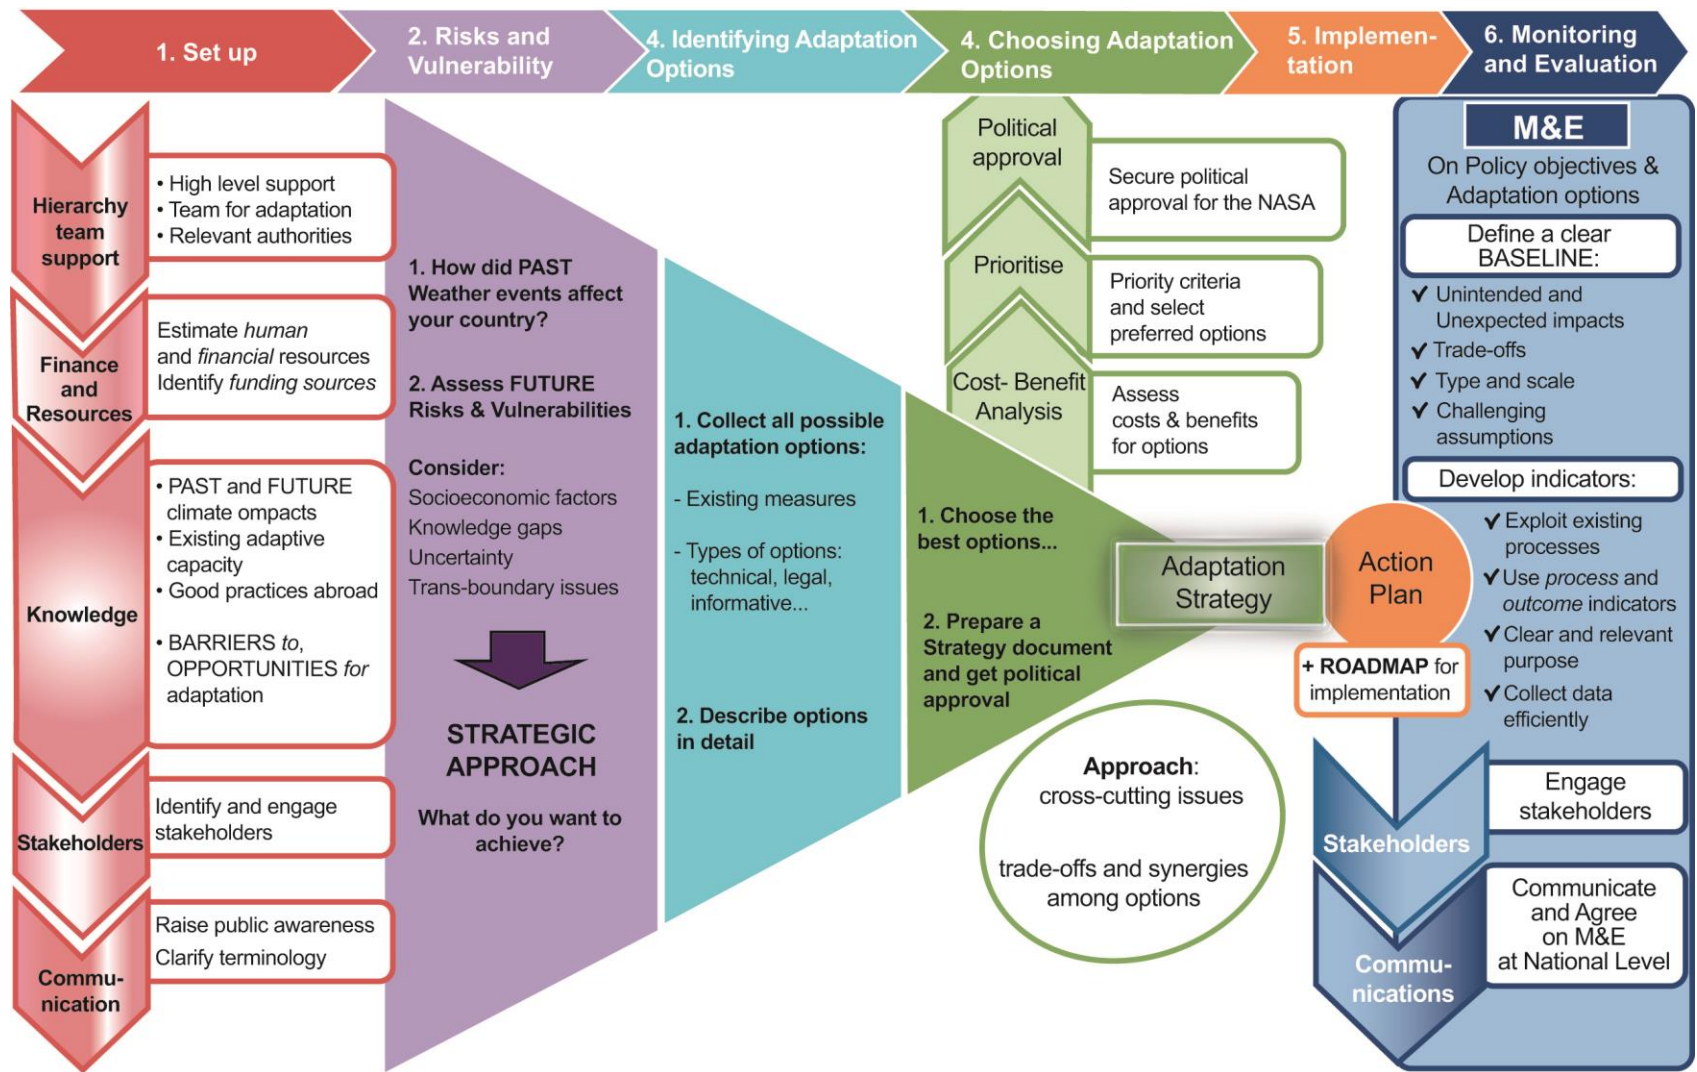 1. Set up
2. Risks and
Vulnerability
4. Identifying Adaptation
Options
4. Choosing Adaptation
Options
5. Implemen-
tation
6. Monitoring
and Evaluation
Hierarchy
team
support
• High level support
• Team for adaptation
• Relevant authorities
Finance
and
Resources
Estimate human
and financial resources
Identify funding sources
Knowledge
• PAST and FUTURE
climate ompacts
• Existing adaptive
capacity
• Good practices abroad
• BARRIERS to,
OPPORTUNITIES for
adaptation
Stakeholders
Identify and engage
stakeholders
Commu-
nication
Raise public awareness
Clarify terminology
1. How did PAST
Weather events affect
your country?
2. Assess FUTURE
Risks & Vulnerabilities
Consider:
Socioeconomic factors
Knowledge gaps
Uncertainty
Trans-boundary issues
STRATEGIC
APPROACH
What do you want to
achieve?
1. Collect all possible
adaptation options:
- Existing measures
- Types of options:
technical, legal,
informative...
2. Describe options
in detail
Political
approval
Secure political
approval for the NASA
Prioritise
Priority criteria
and select
preferred options
Cost- Benefit
Analysis
Assess
costs & benefits
for options
1. Choose the
best options...
2. Prepare a
Strategy document
and get political
approval
Adaptation
Strategy
Approach:
cross-cutting issues
trade-offs and synergies
among options
Action
Plan
+ ROADMAP for
implementation
M&E
On Policy objectives &
Adaptation options
Define a clear
BASELINE:
✓ Unintended and
Unexpected impacts
✓ Trade-offs
✓ Type and scale
✓ Challenging
assumptions
Develop indicators:
✓ Exploit existing
processes
✓ Use process and
outcome indicators
✓ Clear and relevant
purpose
✓ Collect data
efficiently
Stakeholders
Engage
stakeholders
Commu-
nications
Communicate
and Agree
on M&E
at National Level